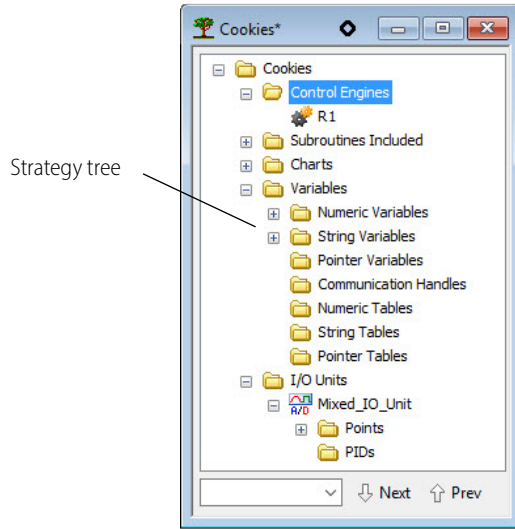 Cookies*
Cookies
Control Engines
R1
Subroutines Included
Charts
Strategy tree
Variables
Numeric Variables
String Variables
Pointer Variables
Communication Handles
Numeric Tables
String Tables
Pointer Tables
I/O Units
A/D Mixed_IO_Unit
Points
PIDs
Next Prev